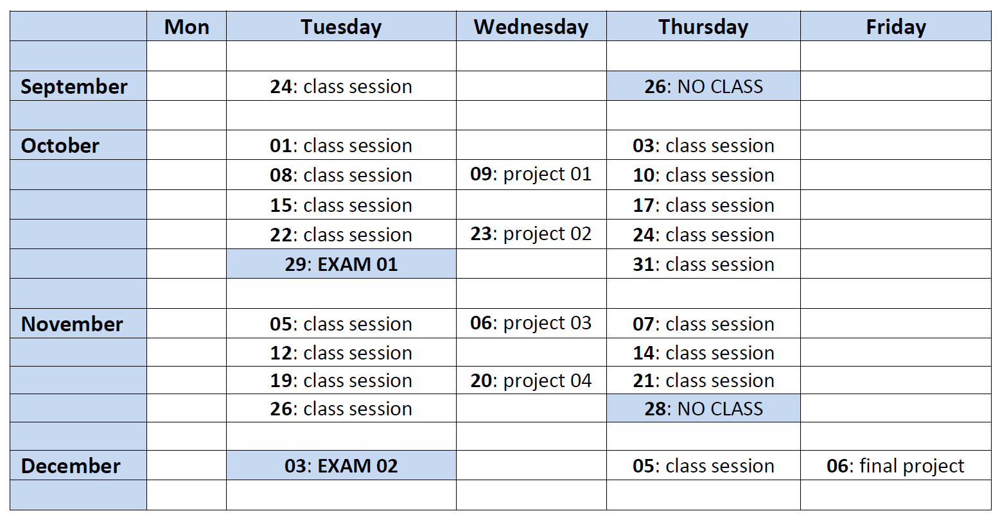 Mon Tuesday Wednesday Thursday Friday
September 24: class session 26: NO CLASS
October 01: class session 03: class session
08: class session 09: project 01 10: class session
15: class session 17: class session
22: class session 23: project 02 24: class session
29: EXAM 01 31: class session
November 05: class session 06: project 03 07: class session
12: class session 14: class session
19: class session 20: project 04 21: class session
26: class session 28: NO CLASS
December 03: EXAM 02 05: class session 06: final project